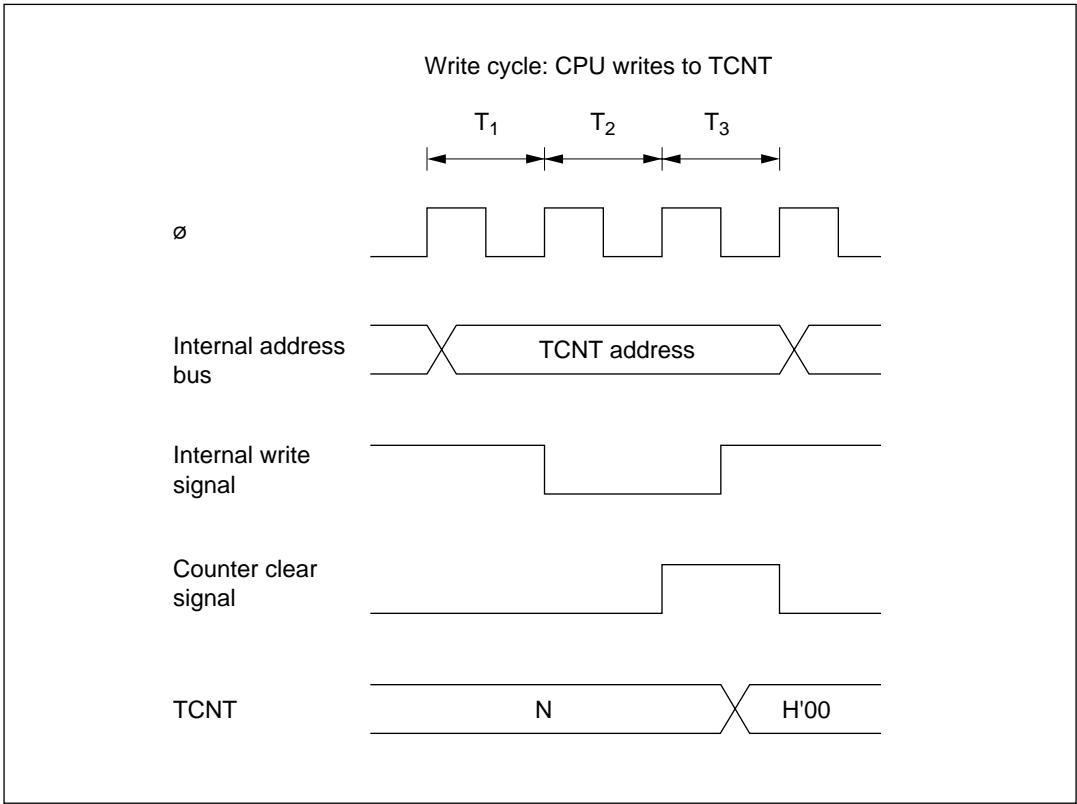 Write cycle: CPU writes to TCNT
T1 T2 T3
ø
Internal address
bus
TCNT address
Internal write
signal
Counter clear
signal
TCNT N H'00